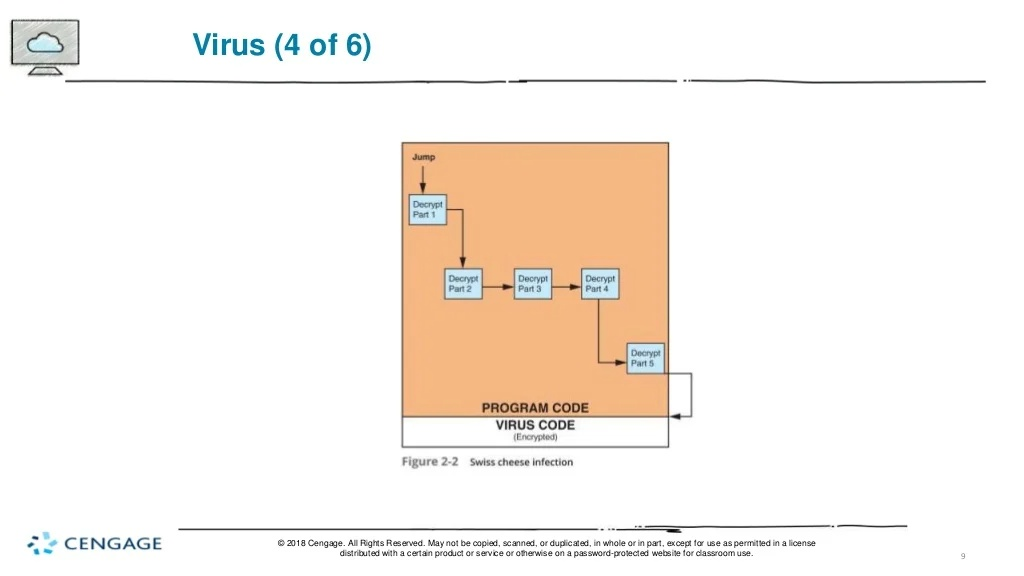 Virus (4 of 6)
Jump
Decrypt
Part 1
Decrypt
Part 2
Decrypt
Part 3
Decrypt
Part 4
Decrypt
Part 5
PROGRAM CODE
VIRUS CODE
(Encrypted)
Figure 2-2 Swiss cheese infection
CENGAGE
© 2018 Cengage. All Rights Reserved. May not be copied, scanned, or duplicated, in whole or in part, except for use as permitted in a license
distributed with a certain product or service or otherwise on a password-protected website for classroom use.
9